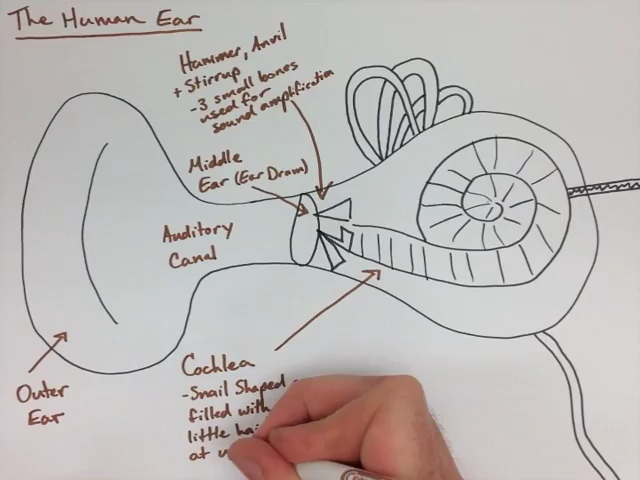 The Human Ear
Hammer, Anvil
+ Stirrup
- 3 small bones
used for
sound amplification
Middle
Ear (Ear Drum)
Auditory
Canal
Outer
Ear
Cochlea
- Snail Shaped
filled with
little
at